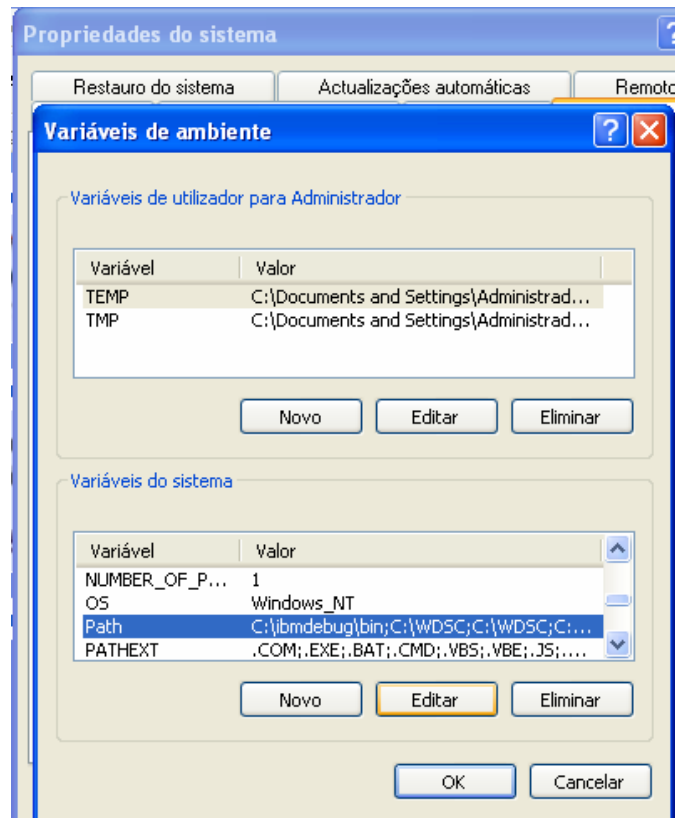 Propriedades do sistema
?
Restauro do sistema Actualizações automáticas Remoto
Variáveis de ambiente ? X
Variáveis de utilizador para Administrador
Variável Valor
TEMP C:\Documents and Settings\Administrad...
TMP C:\Documents and Settings\Administrad...
Novo Editar Eliminar
Variáveis do sistema
Variável Valor
NUMBER_OF_P... 1
OS Windows_NT
Path C:\ibmdebug\bin;C:\WDSC;C:\WDSC;C:...
PATHEXT .COM;.EXE;.BAT;.CMD;.VBS;.VBE;.JS;....
Novo Editar Eliminar
OK Cancelar